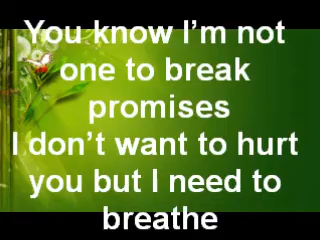 You know I'm not
one to break
promises
I don't want to hurt
you but I need to
breathe